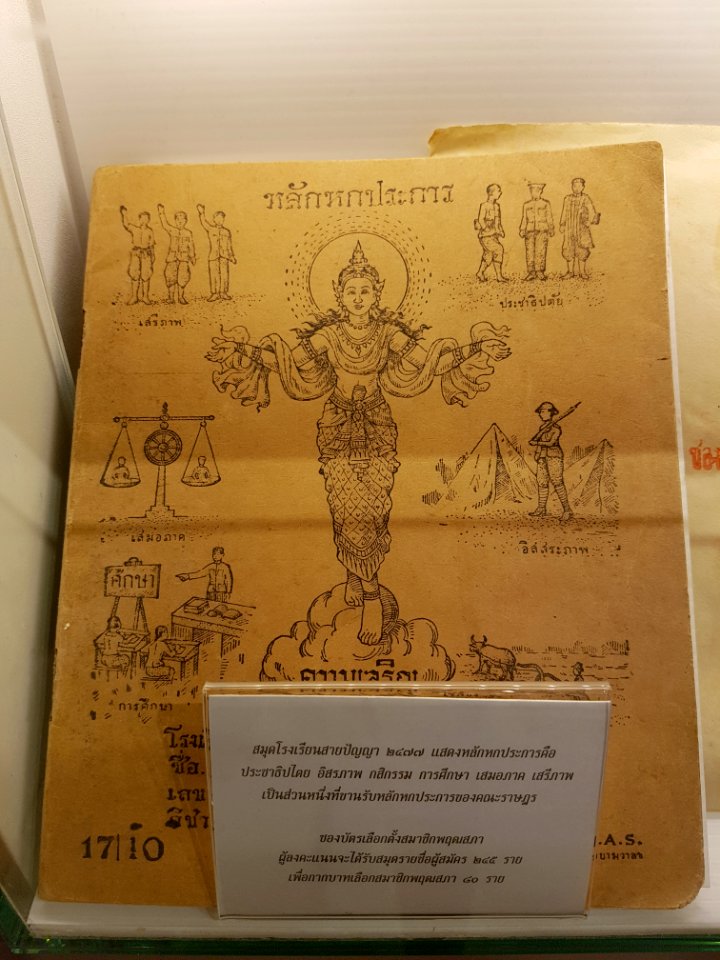 หลักหกประการ
เสรีภาพ
ประชาธิปตัย
เสมอภาค
อิสสระภาพ
ศึกษา
การศึกษา
ความเจริญ
ชื่อ
17/10
.A.S.
สมุดโรงเรียนสายปัญญา ๒๔๗๗ แสดงหลักหกประการคือ
ประชาธิปไตย อิสรภาพ กสิกรรม การศึกษา เสมอภาค เสรีภาพ
เป็นส่วนหนึ่งที่ขานรับหลักหกประการของคณะราษฎร
ซองบัตรเลือกตั้งสมาชิกพฤฒสภา
ผู้ลงคะแนนจะได้รับสมุดรายชื่อผู้สมัคร ๒๔๕ ราย
เพื่อกากบาทเลือกสมาชิกพฤฒสภา ๘๐ ราย